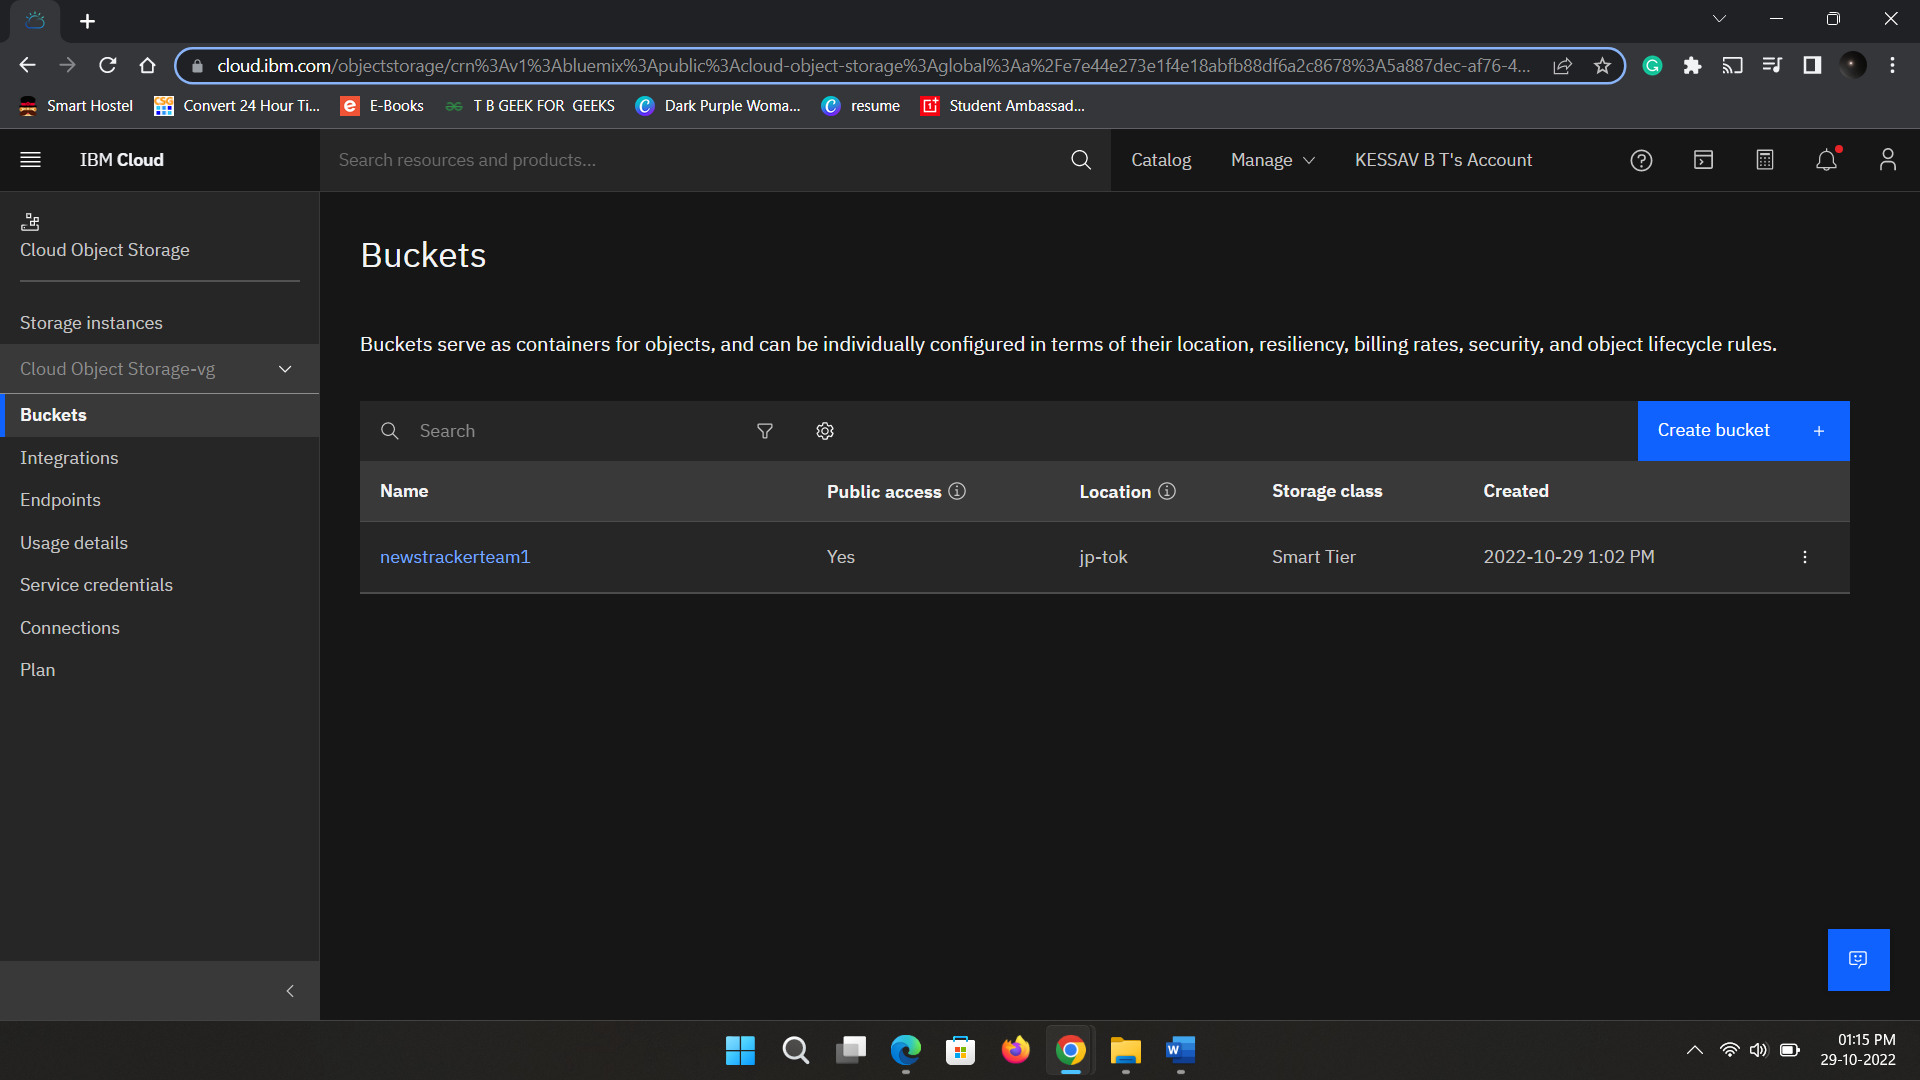 cloud.ibm.com/objectstorage/crn%3Av1%3Abluemix%3Apublic%3Acloud-object-storage%3Aglobal%3Aa%2Fe7e44e273e1f4e18abfb88df6a2c8678%3A5a887dec-af76-4...
Smart Hostel Convert 24 Hour Ti... E-Books T B GEEK FOR GEEKS Dark Purple Woma... resume Student Ambassad...
IBM Cloud Search resources and products... Catalog Manage KESSAV B T's Account
Cloud Object Storage
Storage instances
Cloud Object Storage-vg
Buckets
Integrations
Endpoints
Usage details
Service credentials
Connections
Plan
Buckets
Buckets serve as containers for objects, and can be individually configured in terms of their location, resiliency, billing rates, security, and object lifecycle rules.
Search Create bucket +
Name Public access Location Storage class Created
newstrackerteam1 Yes jp-tok Smart Tier 2022-10-29 1:02 PM
01:15 PM
29-10-2022